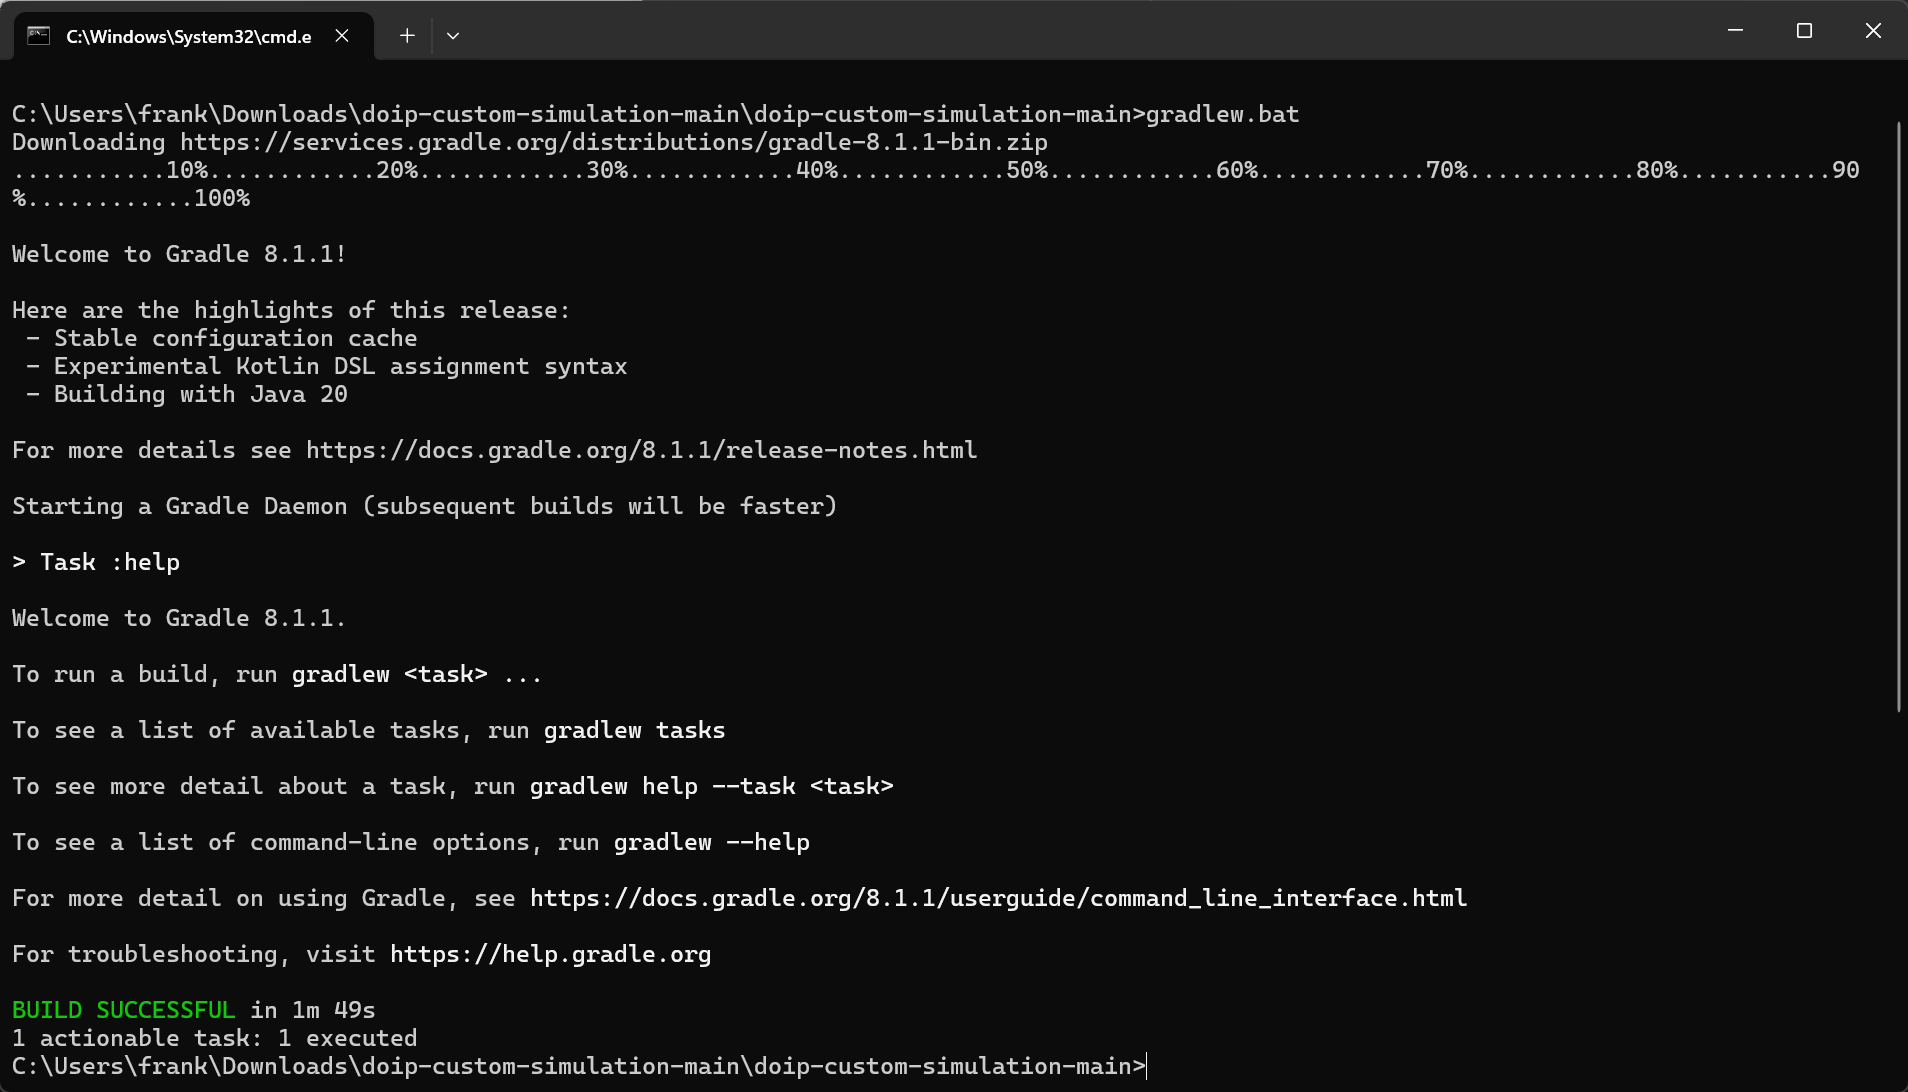 C:\Windows\System32\cmd.e
C:\Users\frank\Downloads\doip-custom-simulation-main\doip-custom-simulation-main>gradlew.bat
Downloading https://services.gradle.org/distributions/gradle-8.1.1-bin.zip
...........10%............20%............30%............40%............50%............60%............70%............80%...........90
%............100%
Welcome to Gradle 8.1.1!
Here are the highlights of this release:
- Stable configuration cache
- Experimental Kotlin DSL assignment syntax
- Building with Java 20
For more details see https://docs.gradle.org/8.1.1/release-notes.html
Starting a Gradle Daemon (subsequent builds will be faster)
> Task :help
Welcome to Gradle 8.1.1.
To run a build, run gradlew <task> ...
To see a list of available tasks, run gradlew tasks
To see more detail about a task, run gradlew help --task <task>
To see a list of command-line options, run gradlew --help
For more detail on using Gradle, see https://docs.gradle.org/8.1.1/userguide/command_line_interface.html
For troubleshooting, visit https://help.gradle.org
BUILD SUCCESSFUL in 1m 49s
1 actionable task: 1 executed
C:\Users\frank\Downloads\doip-custom-simulation-main\doip-custom-simulation-main>